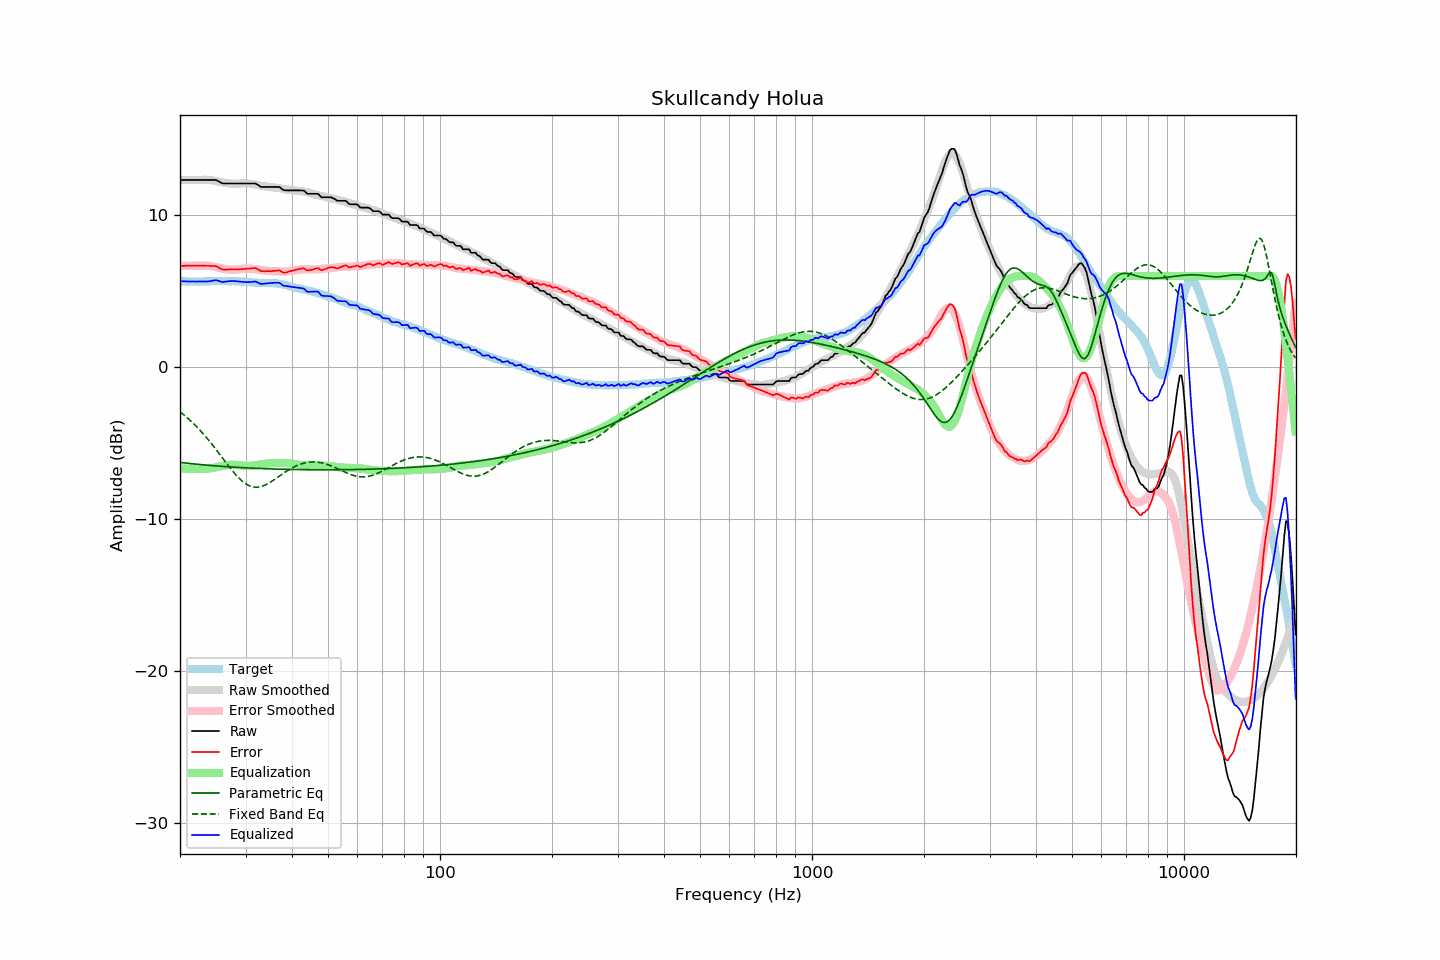 Skullcandy Holua
10
0
−10
−20
−30
Amplitude (dBr)
Target
Raw Smoothed
Error Smoothed
Raw
Error
Equalization
Parametric Eq
Fixed Band Eq
Equalized
100
1000
10000
Frequency (Hz)